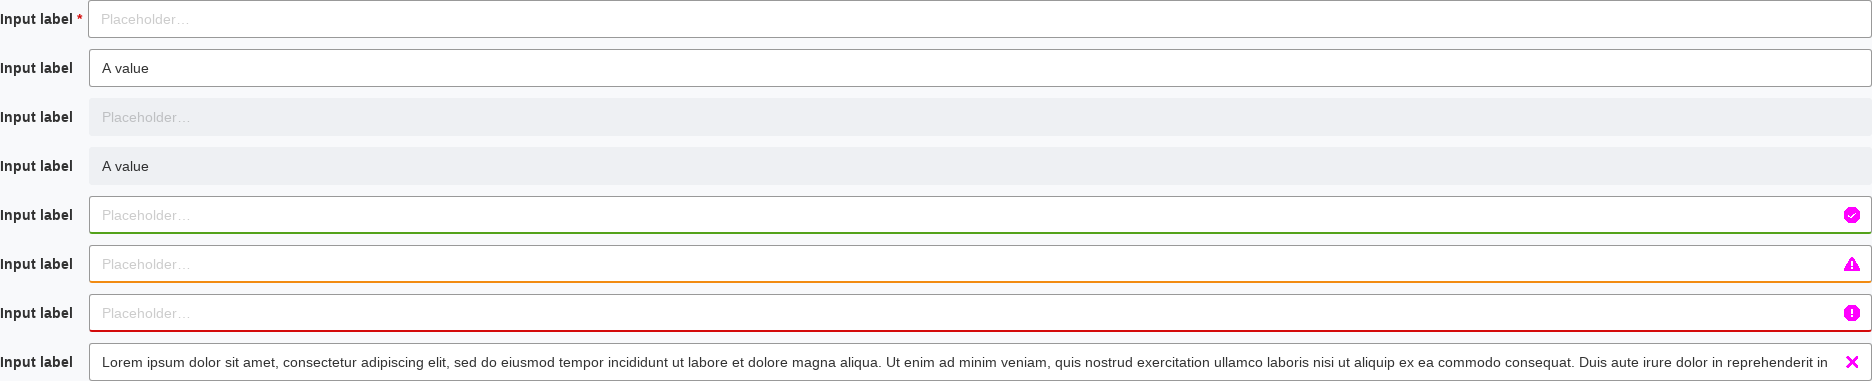 Input label * Placeholder…
Input label A value
Input label Placeholder…
Input label A value
Input label Placeholder…
Input label Placeholder…
Input label Placeholder…
Input label Lorem ipsum dolor sit amet, consectetur adipiscing elit, sed do eiusmod tempor incididunt ut labore et dolore magna aliqua. Ut enim ad minim veniam, quis nostrud exercitation ullamco laboris nisi ut aliquip ex ea commodo consequat. Duis aute irure dolor in reprehenderit in